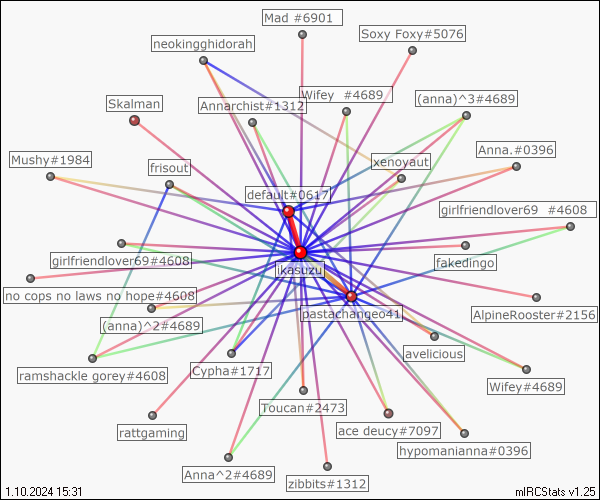 Mad #6901
Soxy Foxy#5076
neokingghidorah
Wifey  #4689
(anna)^3#4689
Skalman
Annarchist#1312
Anna.#0396
Mushy#1984
frisout
xenoyaut
default#0617
girlfriendlover69  #4608
girlfriendlover69#4608
fakedingo
ikasuzu
no cops no laws no hope#4608
pastachangeo41
AlpineRooster#2156
(anna)^2#4689
avelicious
ramshackle gorey#4608
Cypha#1717
Wifey#4689
Toucan#2473
rattgaming
ace deucy#7097
hypomanianna#0396
Anna^2#4689
zibbits#1312
1.10.2024 15:31
mIRCStats v1.25